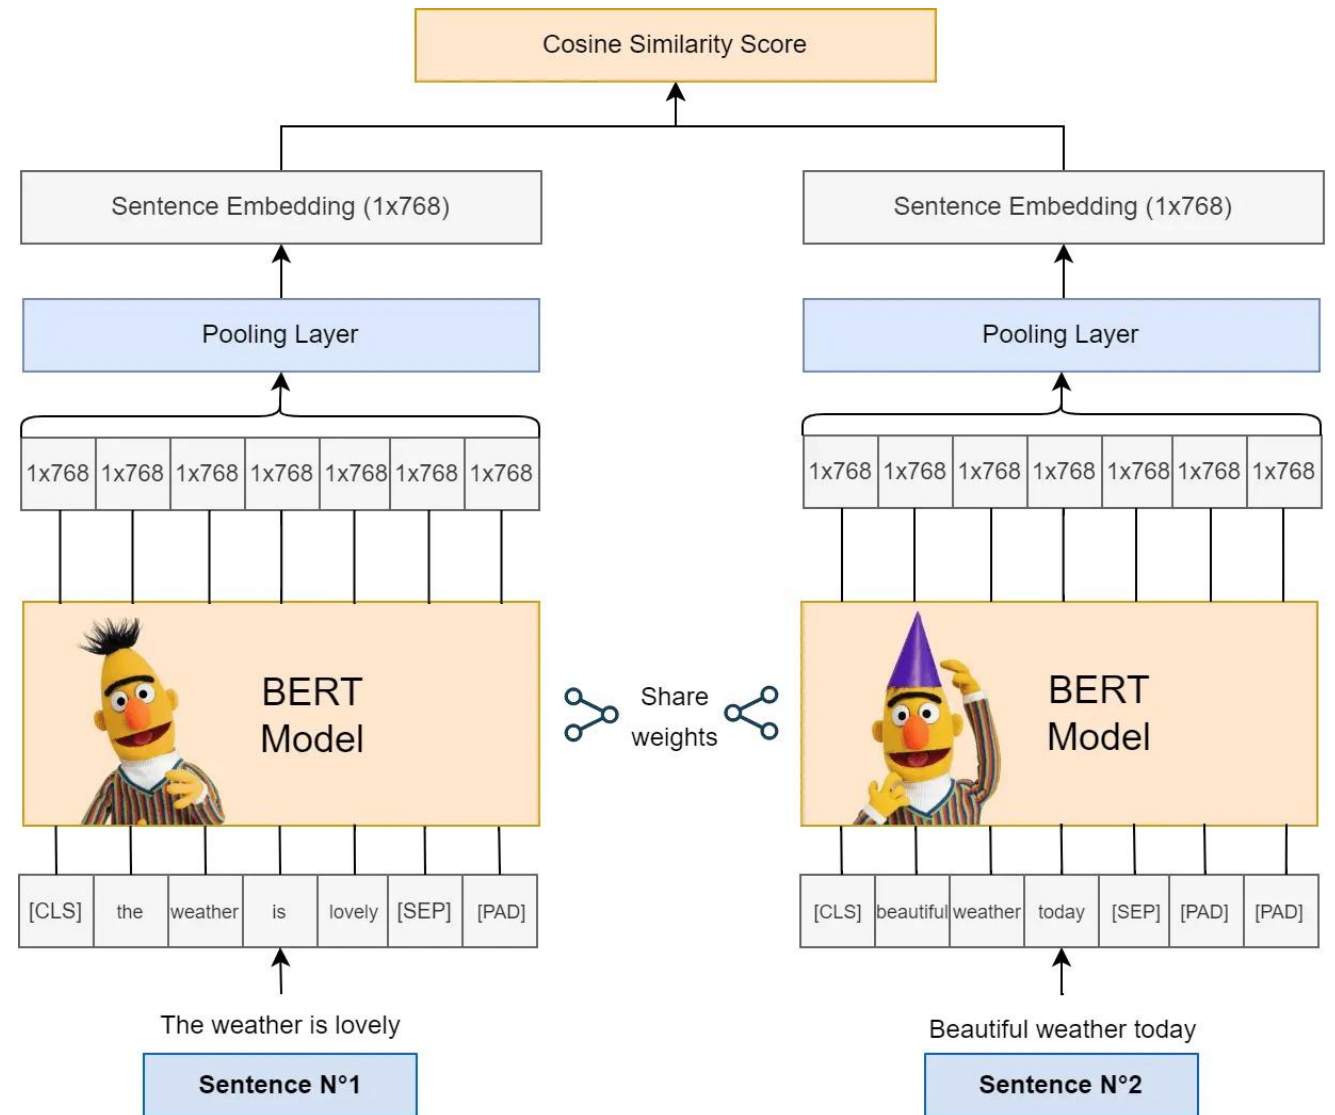 Cosine Similarity Score
Sentence Embedding (1x768)
Sentence Embedding (1x768)
Pooling Layer
Pooling Layer
1x768 1x768 1x768 1x768 1x768 1x768 1x768
1x768 1x768 1x768 1x768 1x768 1x768 1x768
BERT
Model
Share
weights
BERT
Model
[CLS] the weather is lovely [SEP] [PAD]
[CLS] beautiful weather today [SEP] [PAD] [PAD]
The weather is lovely
Beautiful weather today
Sentence N°1
Sentence N°2